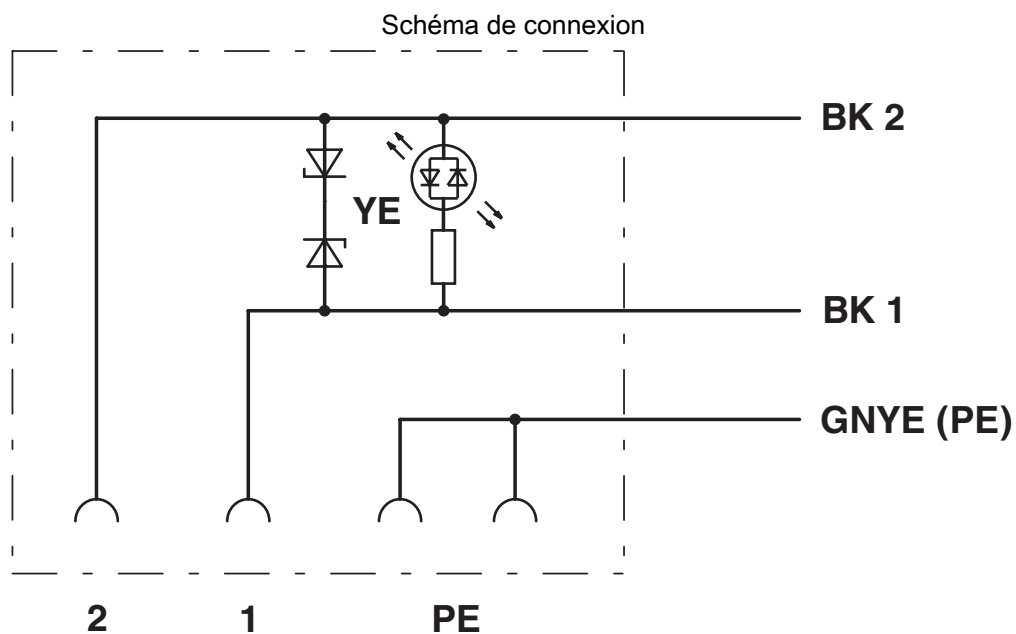 Schéma de connexion
BK 2
YE
BK 1
GNYE (PE)
2 1 PE